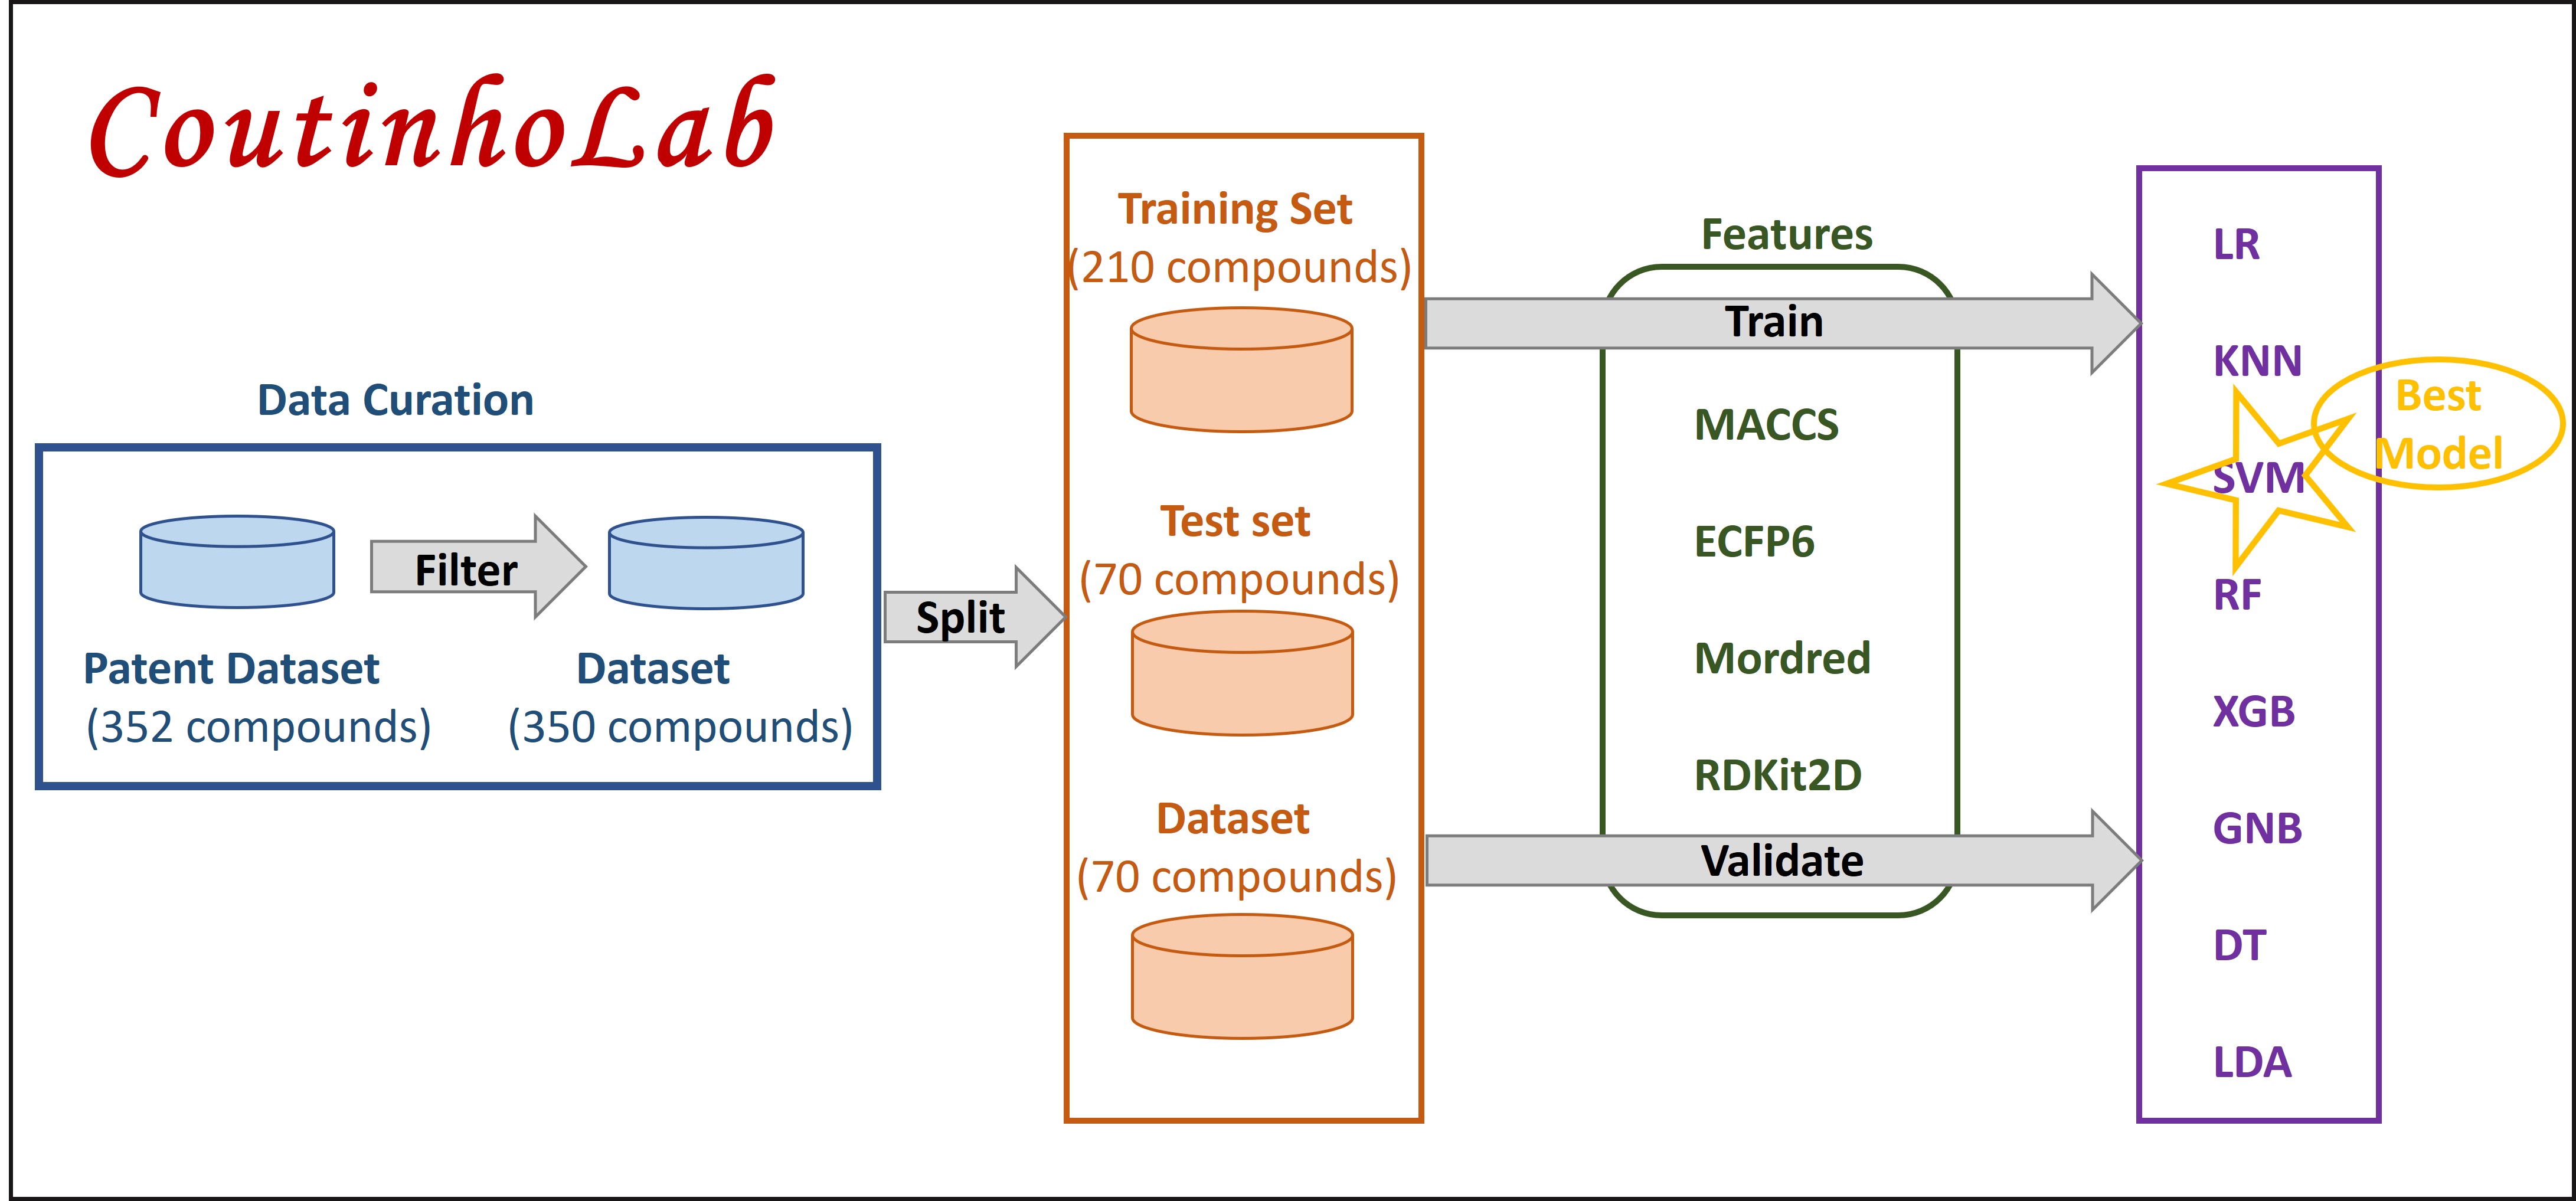 CoutinhoLab
Data Curation
Filter
Patent Dataset
(352 compounds)
Dataset
(350 compounds)
Split
Training Set
(210 compounds)
Test set
(70 compounds)
Dataset
(70 compounds)
Features
Train
MACCS
ECFP6
Mordred
RDKit2D
Validate
LR
KNN
SVM
RF
XGB
GNB
DT
LDA
Best
Model